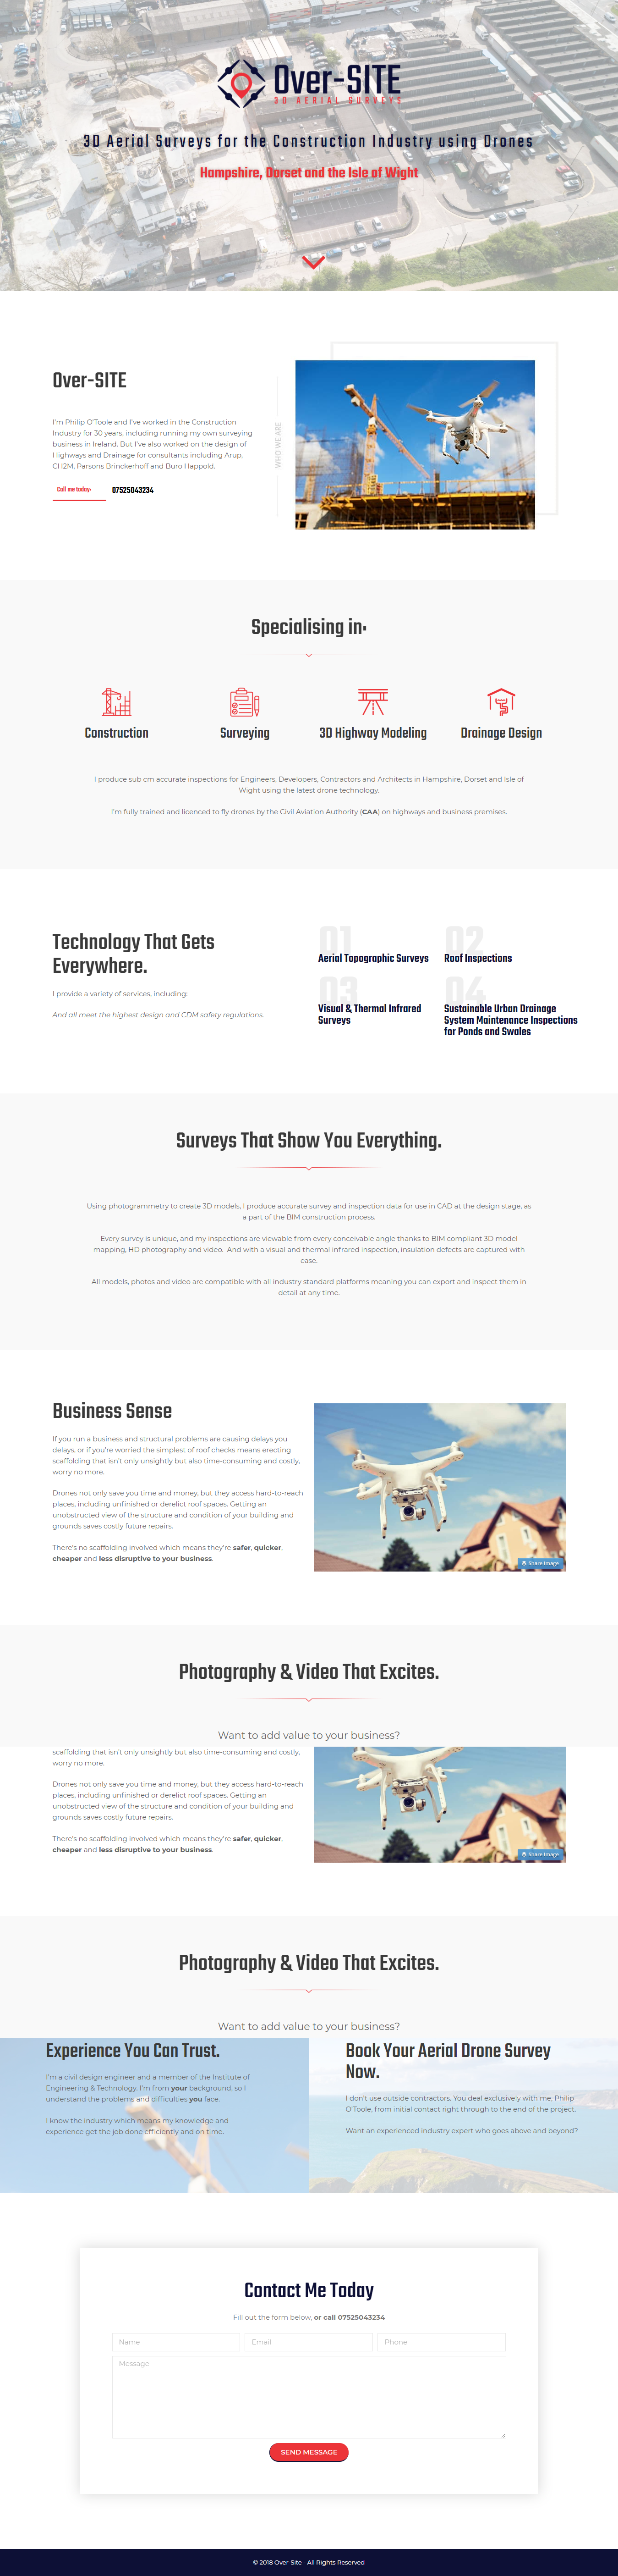 Over-SITE
3D AERIAL SURVEYS
3D Aerial Surveys for the Construction Industry using Drones
Hampshire, Dorset and the Isle of Wight
Over-SITE
I'm Philip O'Toole and I've worked in the Construction
Industry for 30 years, including running my own surveying
business in Ireland. But I've also worked on the design of
Highways and Drainage for consultants including Arup,
CH2M, Parsons Brinckerhoff and Buro Happold.
Call me today:
07525043234
WHO WE ARE
Specialising in:
Construction
Surveying
3D Highway Modeling
Drainage Design
I produce sub cm accurate inspections for Engineers, Developers, Contractors and Architects in Hampshire, Dorset and Isle of
Wight using the latest drone technology.
I'm fully trained and licenced to fly drones by the Civil Aviation Authority (CAA) on highways and business premises.
Technology That Gets
Everywhere.
I provide a variety of services, including:
And all meet the highest design and CDM safety regulations.
01
Aerial Topographic Surveys
02
Roof Inspections
03
Visual & Thermal Infrared
Surveys
04
Sustainable Urban Drainage
System Maintenance Inspections
for Ponds and Swales
Surveys That Show You Everything.
Using photogrammetry to create 3D models, I produce accurate survey and inspection data for use in CAD at the design stage, as
a part of the BIM construction process.
Every survey is unique, and my inspections are viewable from every conceivable angle thanks to BIM compliant 3D model
mapping, HD photography and video. And with a visual and thermal infrared inspection, insulation defects are captured with
ease.
All models, photos and video are compatible with all industry standard platforms meaning you can export and inspect them in
detail at any time.
Business Sense
If you run a business and structural problems are causing delays you
delays, or if you're worried the simplest of roof checks means erecting
scaffolding that isn't only unsightly but also time-consuming and costly,
worry no more.
Drones not only save you time and money, but they access hard-to-reach
places, including unfinished or derelict roof spaces. Getting an
unobstructed view of the structure and condition of your building and
grounds saves costly future repairs.
There's no scaffolding involved which means they're safer, quicker,
cheaper and less disruptive to your business.
Share Image
Photography & Video That Excites.
Want to add value to your business?
scaffolding that isn't only unsightly but also time-consuming and costly,
worry no more.
Drones not only save you time and money, but they access hard-to-reach
places, including unfinished or derelict roof spaces. Getting an
unobstructed view of the structure and condition of your building and
grounds saves costly future repairs.
There's no scaffolding involved which means they're safer, quicker,
cheaper and less disruptive to your business.
Share Image
Photography & Video That Excites.
Want to add value to your business?
Experience You Can Trust.
I'm a civil design engineer and a member of the Institute of
Engineering & Technology. I'm from your background, so I
understand the problems and difficulties you face.
I know the industry which means my knowledge and
experience get the job done efficiently and on time.
Book Your Aerial Drone Survey
Now.
I don't use outside contractors. You deal exclusively with me, Philip
O'Toole, from initial contact right through to the end of the project.
Want an experienced industry expert who goes above and beyond?
Contact Me Today
Fill out the form below, or call 07525043234
Name
Email
Phone
Message
SEND MESSAGE
© 2018 Over-Site - All Rights Reserved